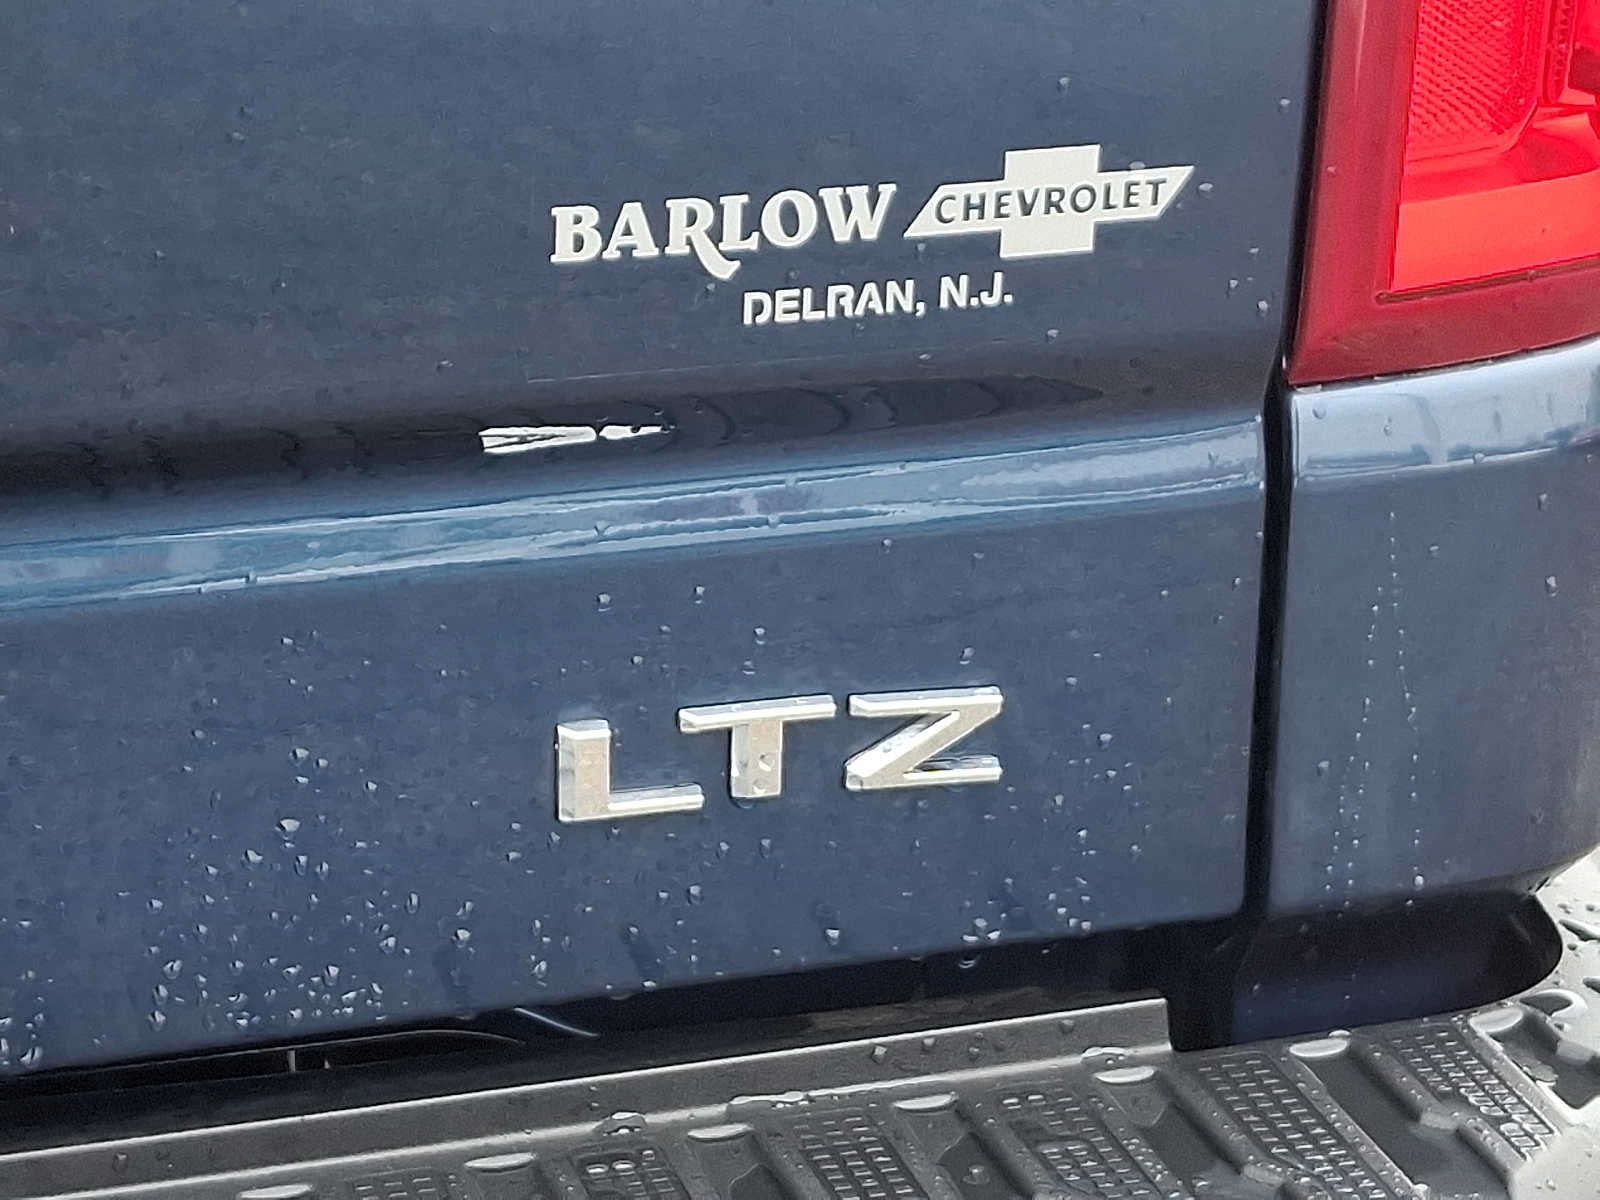 BARLOW CHEVROLET
DELRAN, N.J.
LTZ